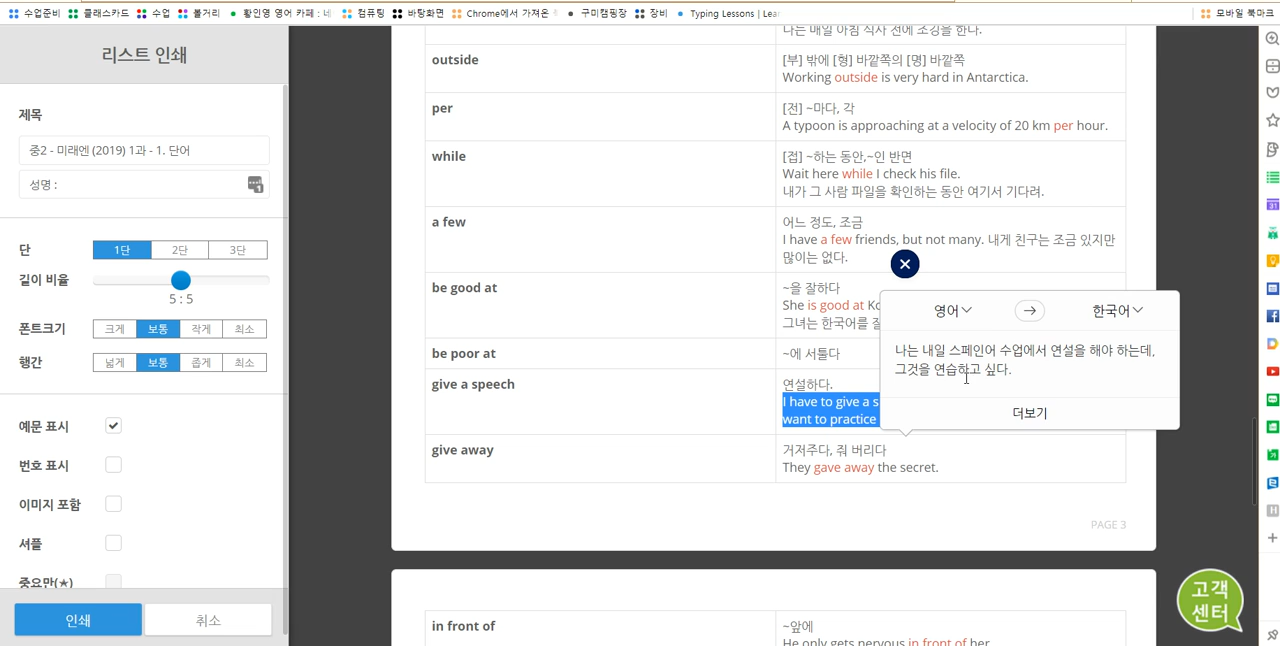 수업준비 클래스카드 수업 볼거리 황인영 영어 카페 : 네 컴퓨팅 바탕화면 Chrome에서 가져온 구미캠핑장 장비 Typing Lessons | Lear 모바일 북마크
리스트 인쇄
제목
중2 - 미래엔 (2019) 1과 - 1. 단어
성명 :
단 1단 2단 3단
길이 비율
5 : 5
폰트크기 크게 보통 작게 최소
행간 넓게 보통 좁게 최소
예문 표시
번호 표시
이미지 포함
셔플
중요만(★)
인쇄 취소
나는 매일 아침 식사 전에 조깅을 한다.
outside [부] 밖에 [형] 바깥쪽의 [명] 바깥쪽
Working outside is very hard in Antarctica.
per [전] ~마다, 각
A typoon is approaching at a velocity of 20 km per hour.
while [접] ~하는 동안,~인 반면
Wait here while I check his file.
내가 그 사람 파일을 확인하는 동안 여기서 기다려.
a few 어느 정도, 조금
I have a few friends, but not many. 내게 친구는 조금 있지만
많이는 없다.
be good at ~을 잘하다
She is good at Ko
그녀는 한국어를 잘
be poor at ~에 서툴다
give a speech 연설하다.
I have to give a s
want to practice
give away 거저주다, 줘 버리다
They gave away the secret.
PAGE 3
in front of ~앞에
He only gets nervous in front of her.
영어 한국어
나는 내일 스페인어 수업에서 연설을 해야 하는데,
그것을 연습하고 싶다.
더보기
고객
센터
31